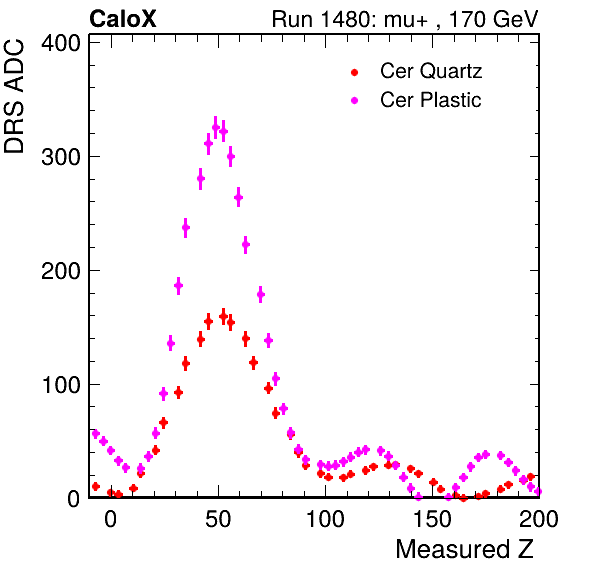 CaloX Run 1480: mu+ , 170 GeV
DRS ADC
400
300
200
100
0
Cer Quartz
Cer Plastic
0 50 100 150 200
Measured Z